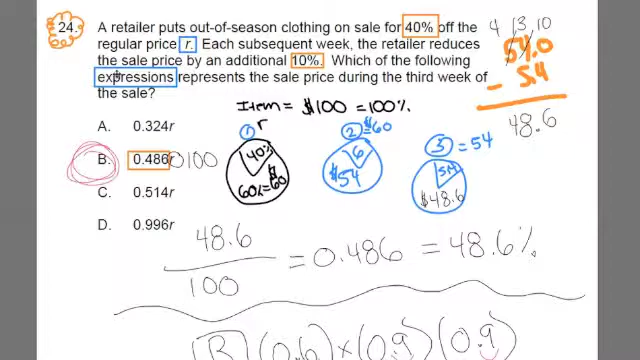 24.
A retailer puts out-of-season clothing on sale for 40% off the
regular price r. Each subsequent week, the retailer reduces
the sale price by an additional 10%. Which of the following
expressions represents the sale price during the third week of
the sale?
4 13 10
54.0
- 5.4
48.6
Item = $100 = 100%
A. 0.324r
B. 0.486r0100
C. 0.514r
D. 0.996r
1 r
40%
60% = $60
2 = $60
6
$54
3 = 54
5.4
$48.6
48.6
100
= 0.486 = 48.6%
B (0.6) × (0.9) (0.9)